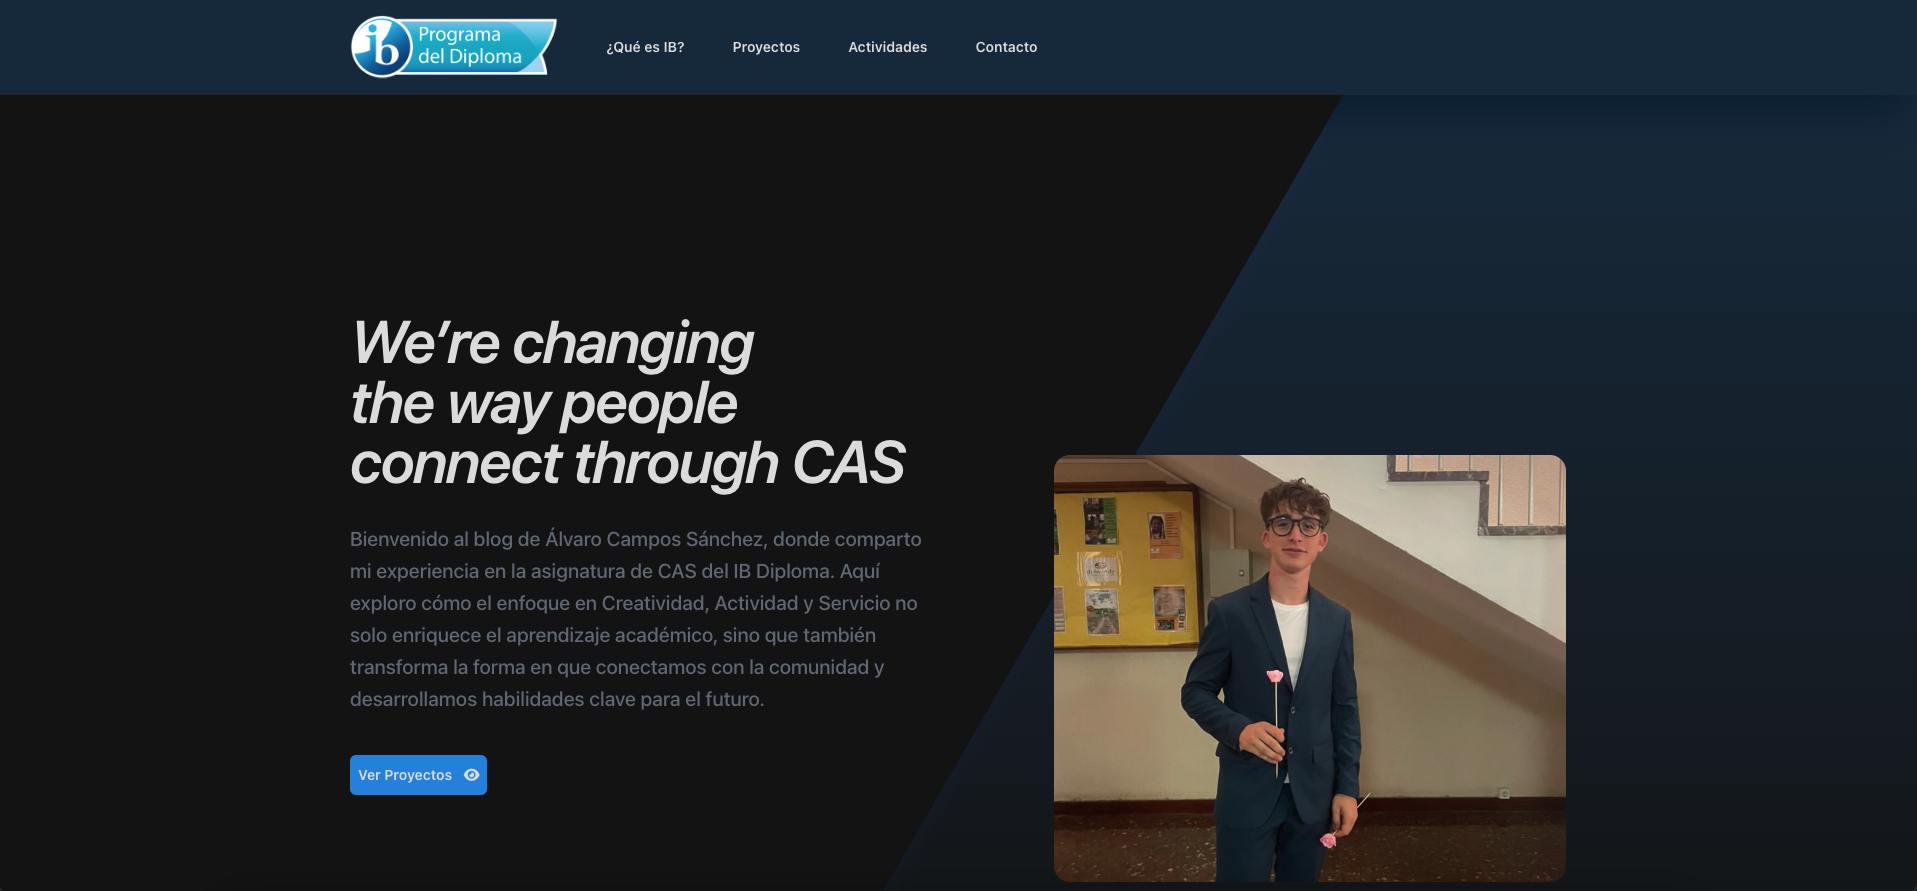 ib
Programa
del Diploma
¿Qué es IB?
Proyectos
Actividades
Contacto
We’re changing
the way people
connect through CAS
Bienvenido al blog de Álvaro Campos Sánchez, donde comparto
mi experiencia en la asignatura de CAS del IB Diploma. Aquí
exploro cómo el enfoque en Creatividad, Actividad y Servicio no
solo enriquece el aprendizaje académico, sino que también
transforma la forma en que conectamos con la comunidad y
desarrollamos habilidades clave para el futuro.
Ver Proyectos